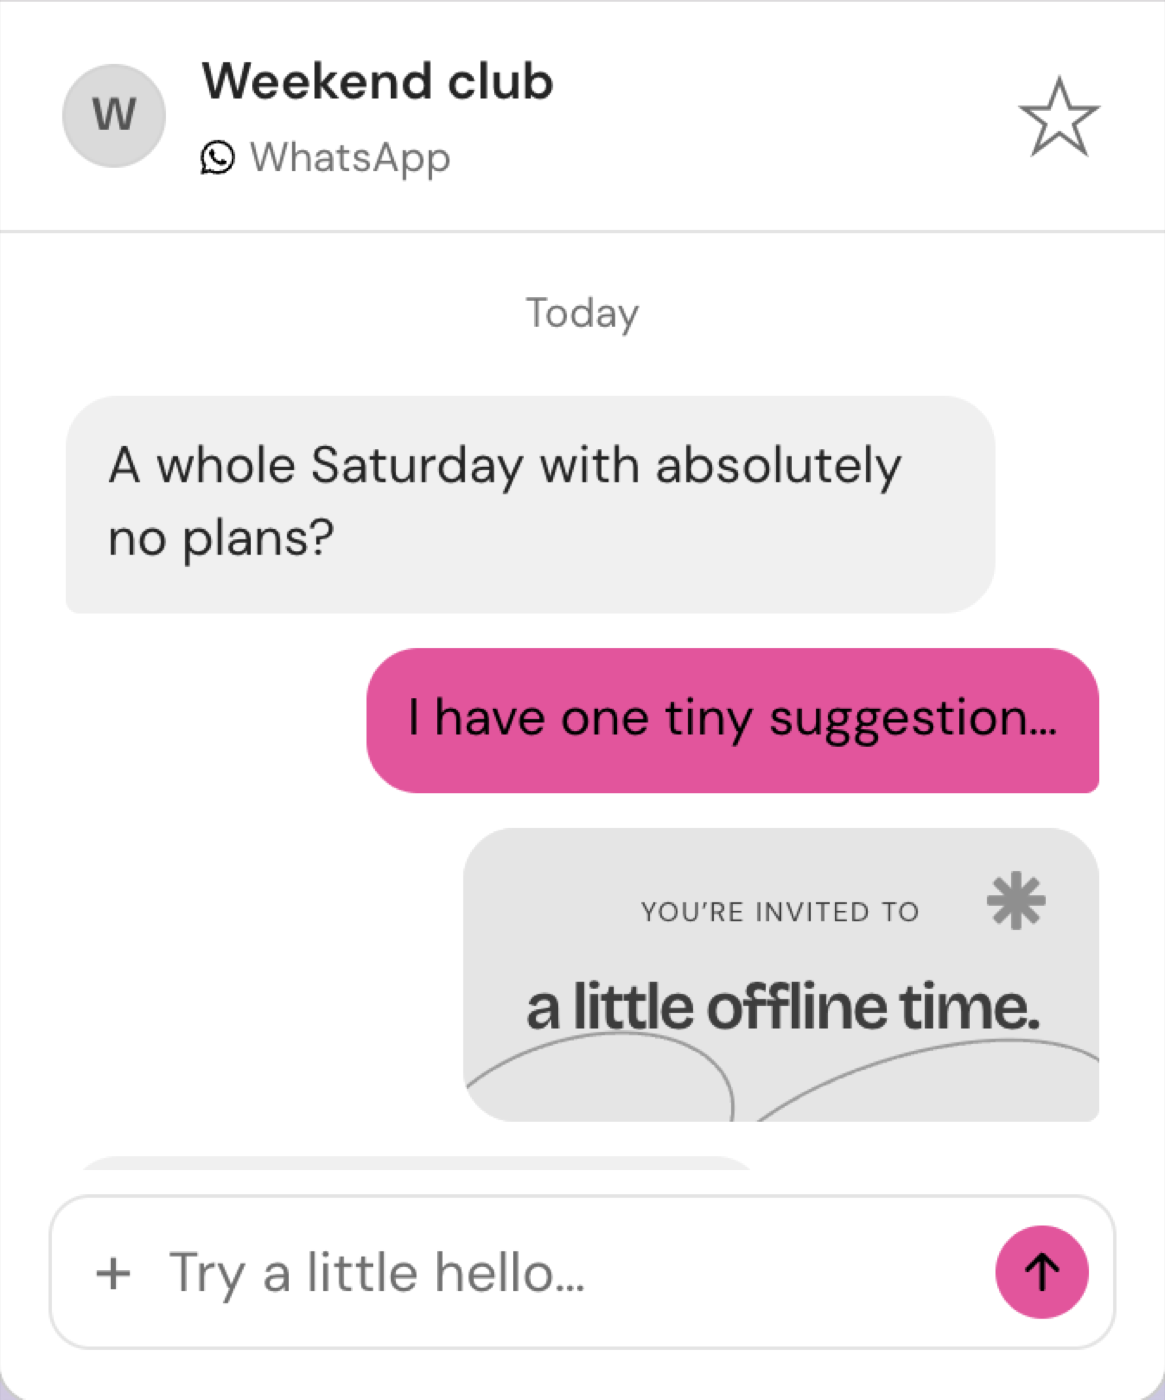 W
Weekend club
WhatsApp
Today
A whole Saturday with absolutely
no plans?
I have one tiny suggestion...
YOU’RE INVITED TO
a little offline time.
+ Try a little hello...